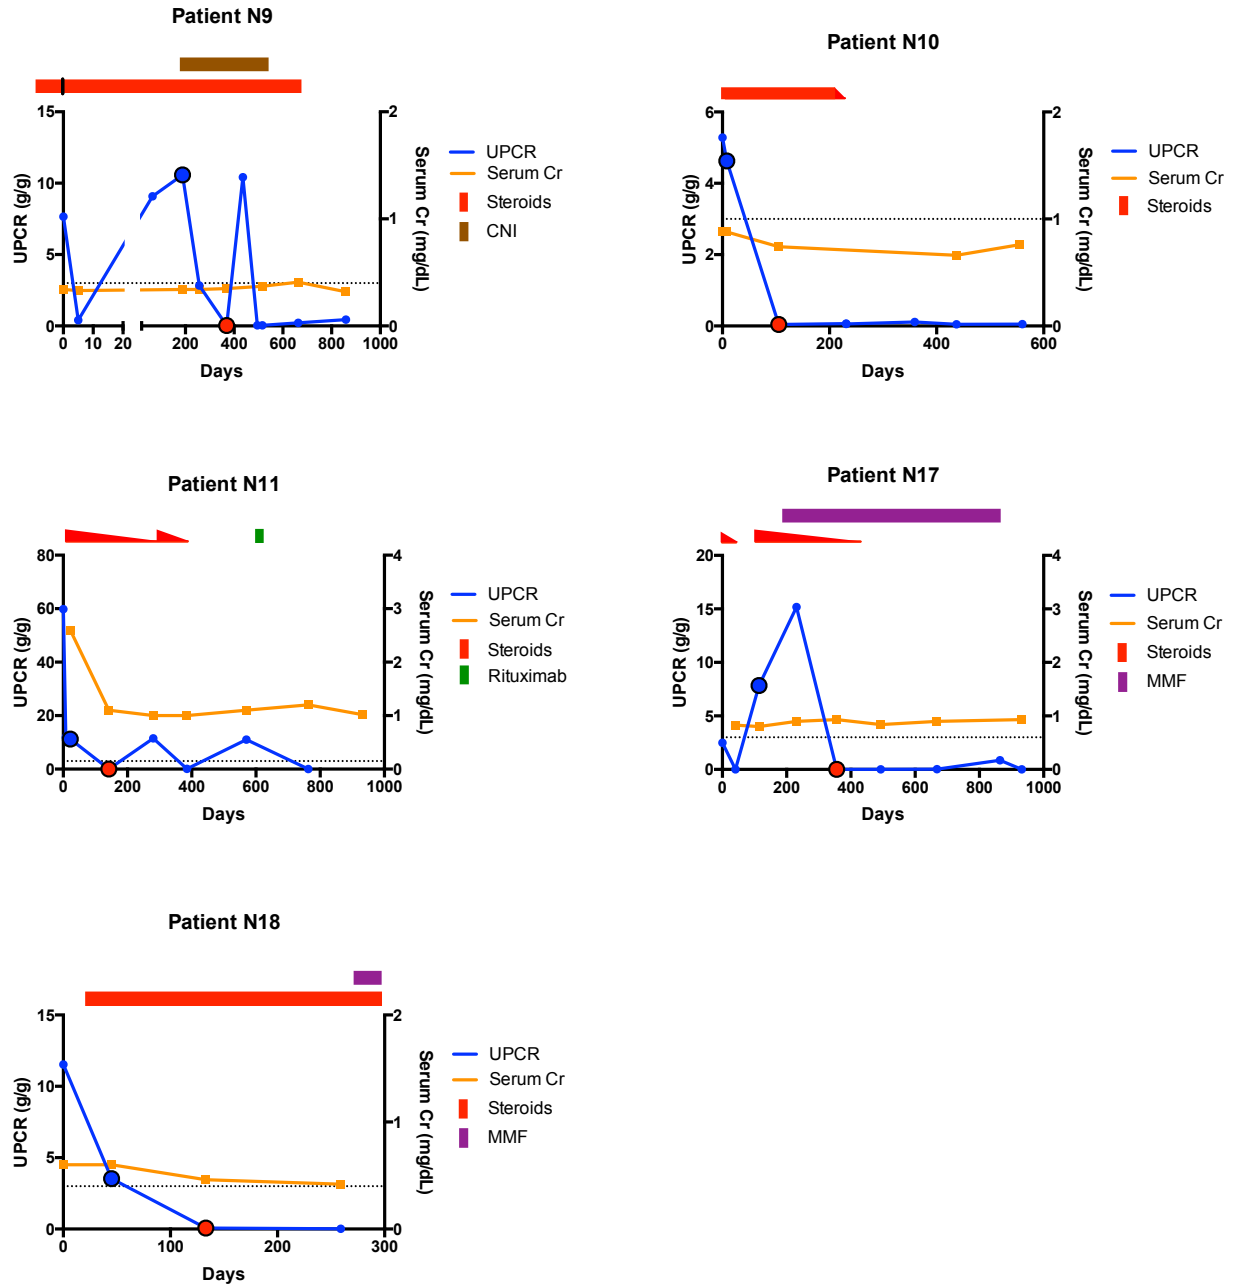 Patient N9
15
10
5
0
UPCR (g/g)
0 10 20 200 400 600 800 1000
Days
2
1
0
Serum Cr (mg/dL)
UPCR
Serum Cr
Steroids
CNI
Patient N10
6
4
2
0
UPCR (g/g)
0 200 400 600
Days
2
1
0
Serum Cr (mg/dL)
UPCR
Serum Cr
Steroids
Patient N11
80
60
40
20
0
UPCR (g/g)
0 200 400 600 800 1000
Days
4
3
2
1
0
Serum Cr (mg/dL)
UPCR
Serum Cr
Steroids
Rituximab
Patient N17
20
15
10
5
0
UPCR (g/g)
0 200 400 600 800 1000
Days
4
3
2
1
0
Serum Cr (mg/dL)
UPCR
Serum Cr
Steroids
MMF
Patient N18
15
10
5
0
UPCR (g/g)
0 100 200 300
Days
2
1
0
Serum Cr (mg/dL)
UPCR
Serum Cr
Steroids
MMF